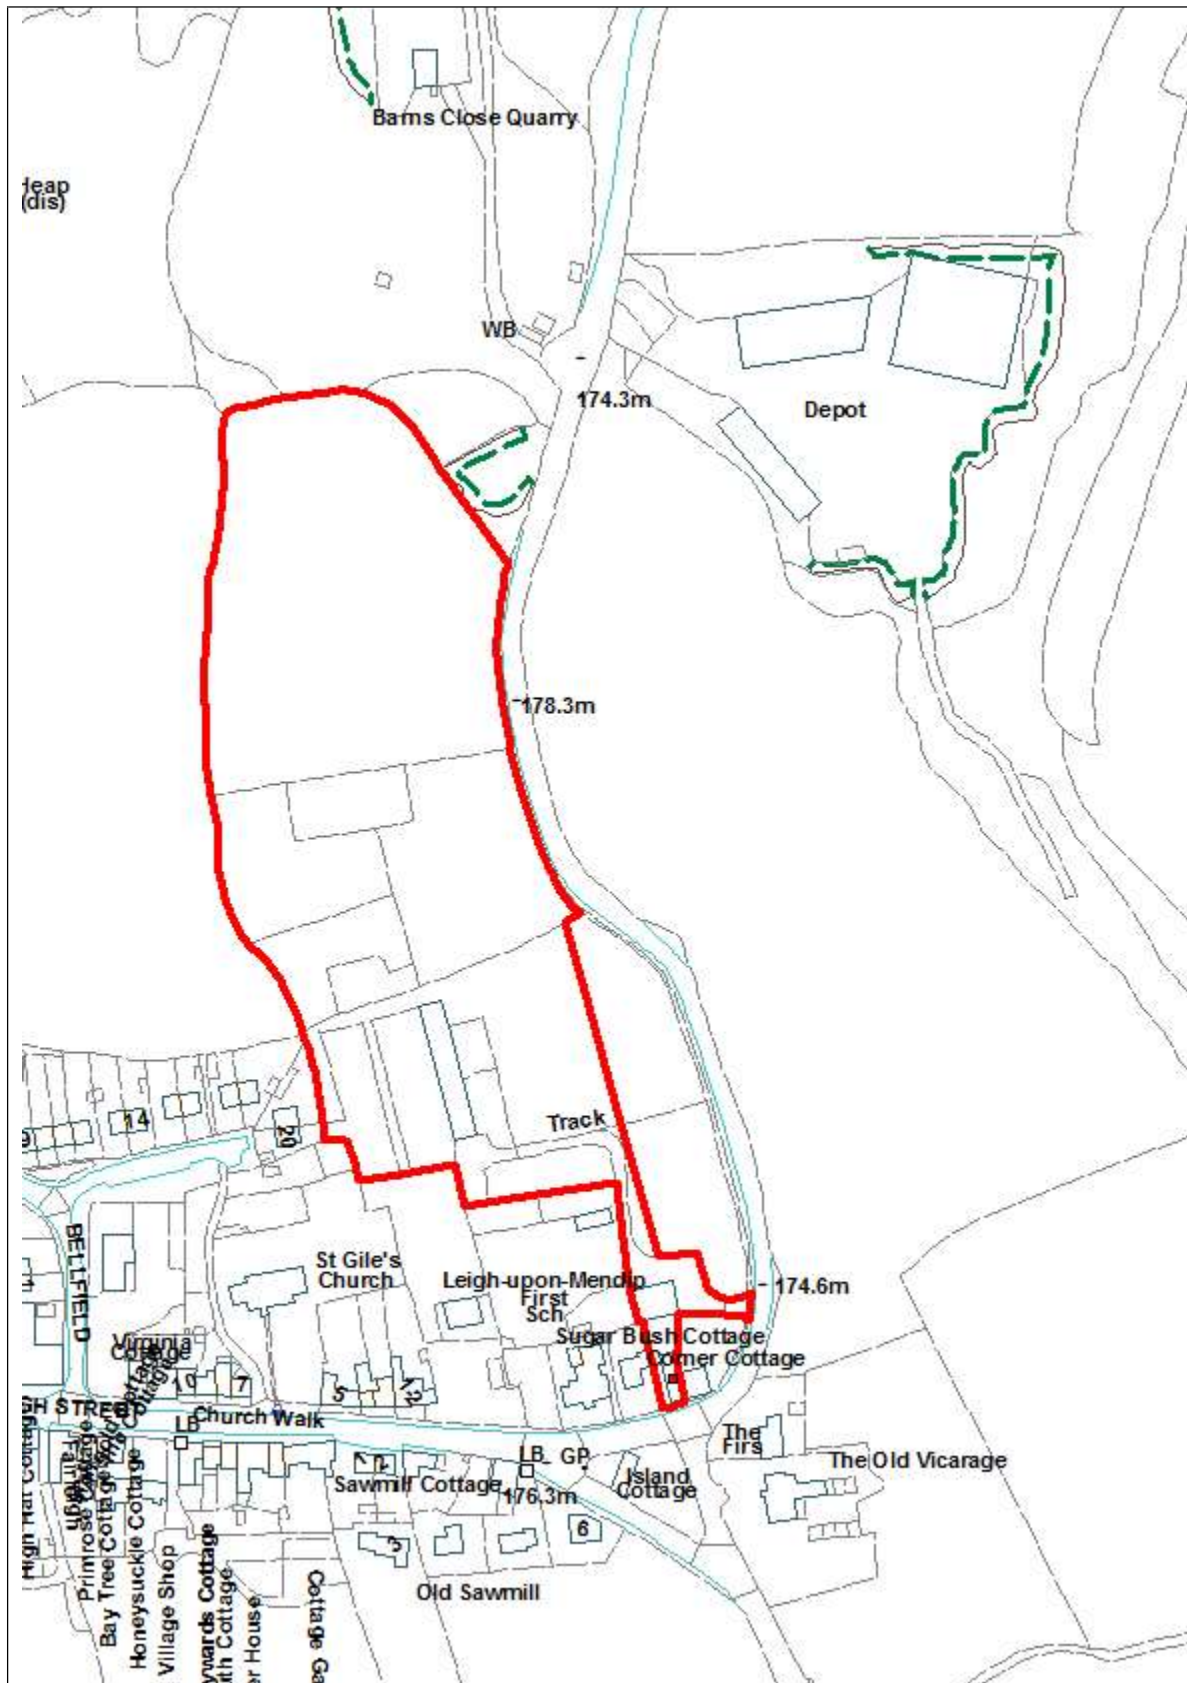 Barns Close Quarry
Heap
(dis)
WB
174.3m
Depot
178.3m
Track
14
20
BELLFIELD
St Gile's
Church
Leigh-upon-Mendip
First
Sch
174.6m
Sugar Bush Cottage
Corner Cottage
Virginia
Cottage
10
7
5
12
Church Walk
LB
The
Firs
The Old Vicarage
LB
GP
Island
Cottage
Sawmill Cottage
176.3m
3
6
Old Sawmill
Primrose Cottage
Bay Tree Cottage
Honeysuckle Cottage
Village Shop
Cottage